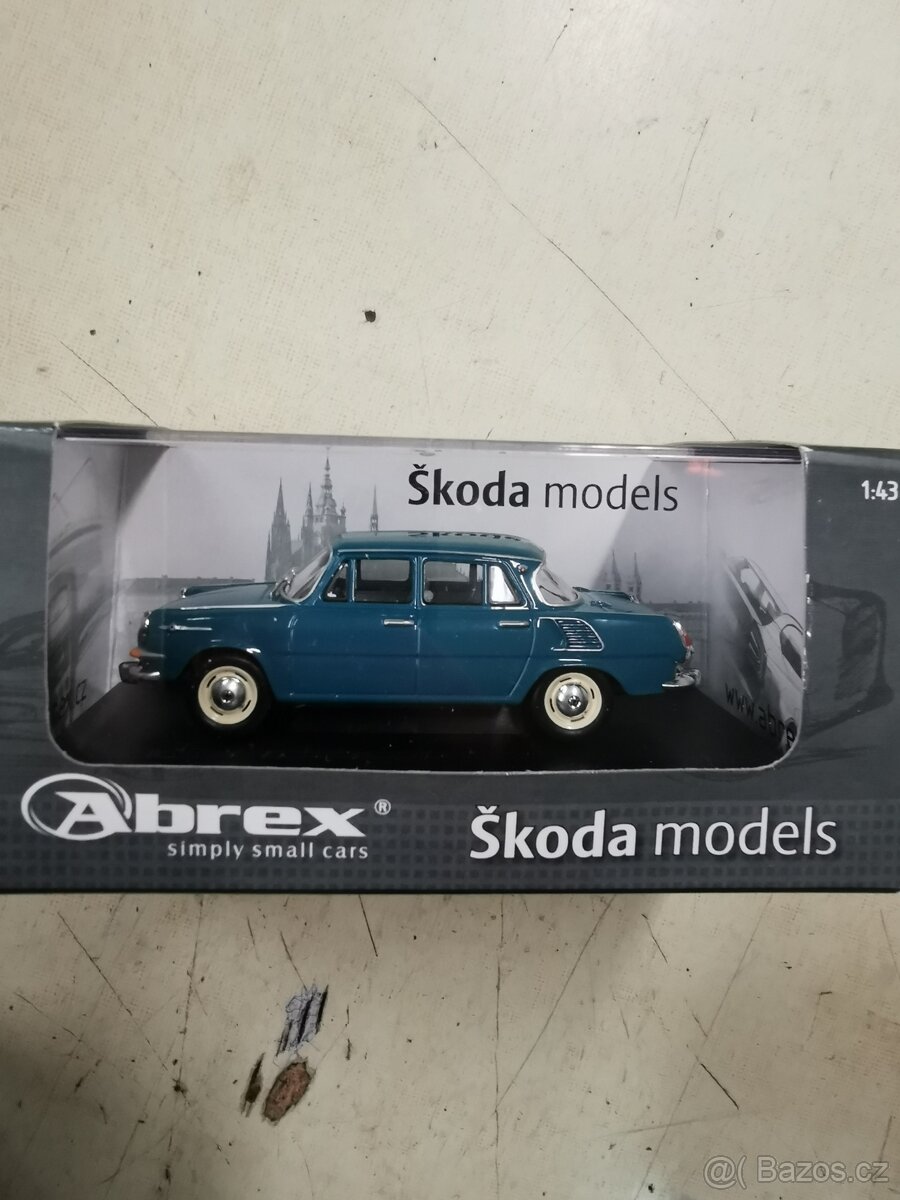 Škoda models
1:43
Abrex®
simply small cars
Škoda models
@( Bazos.cz